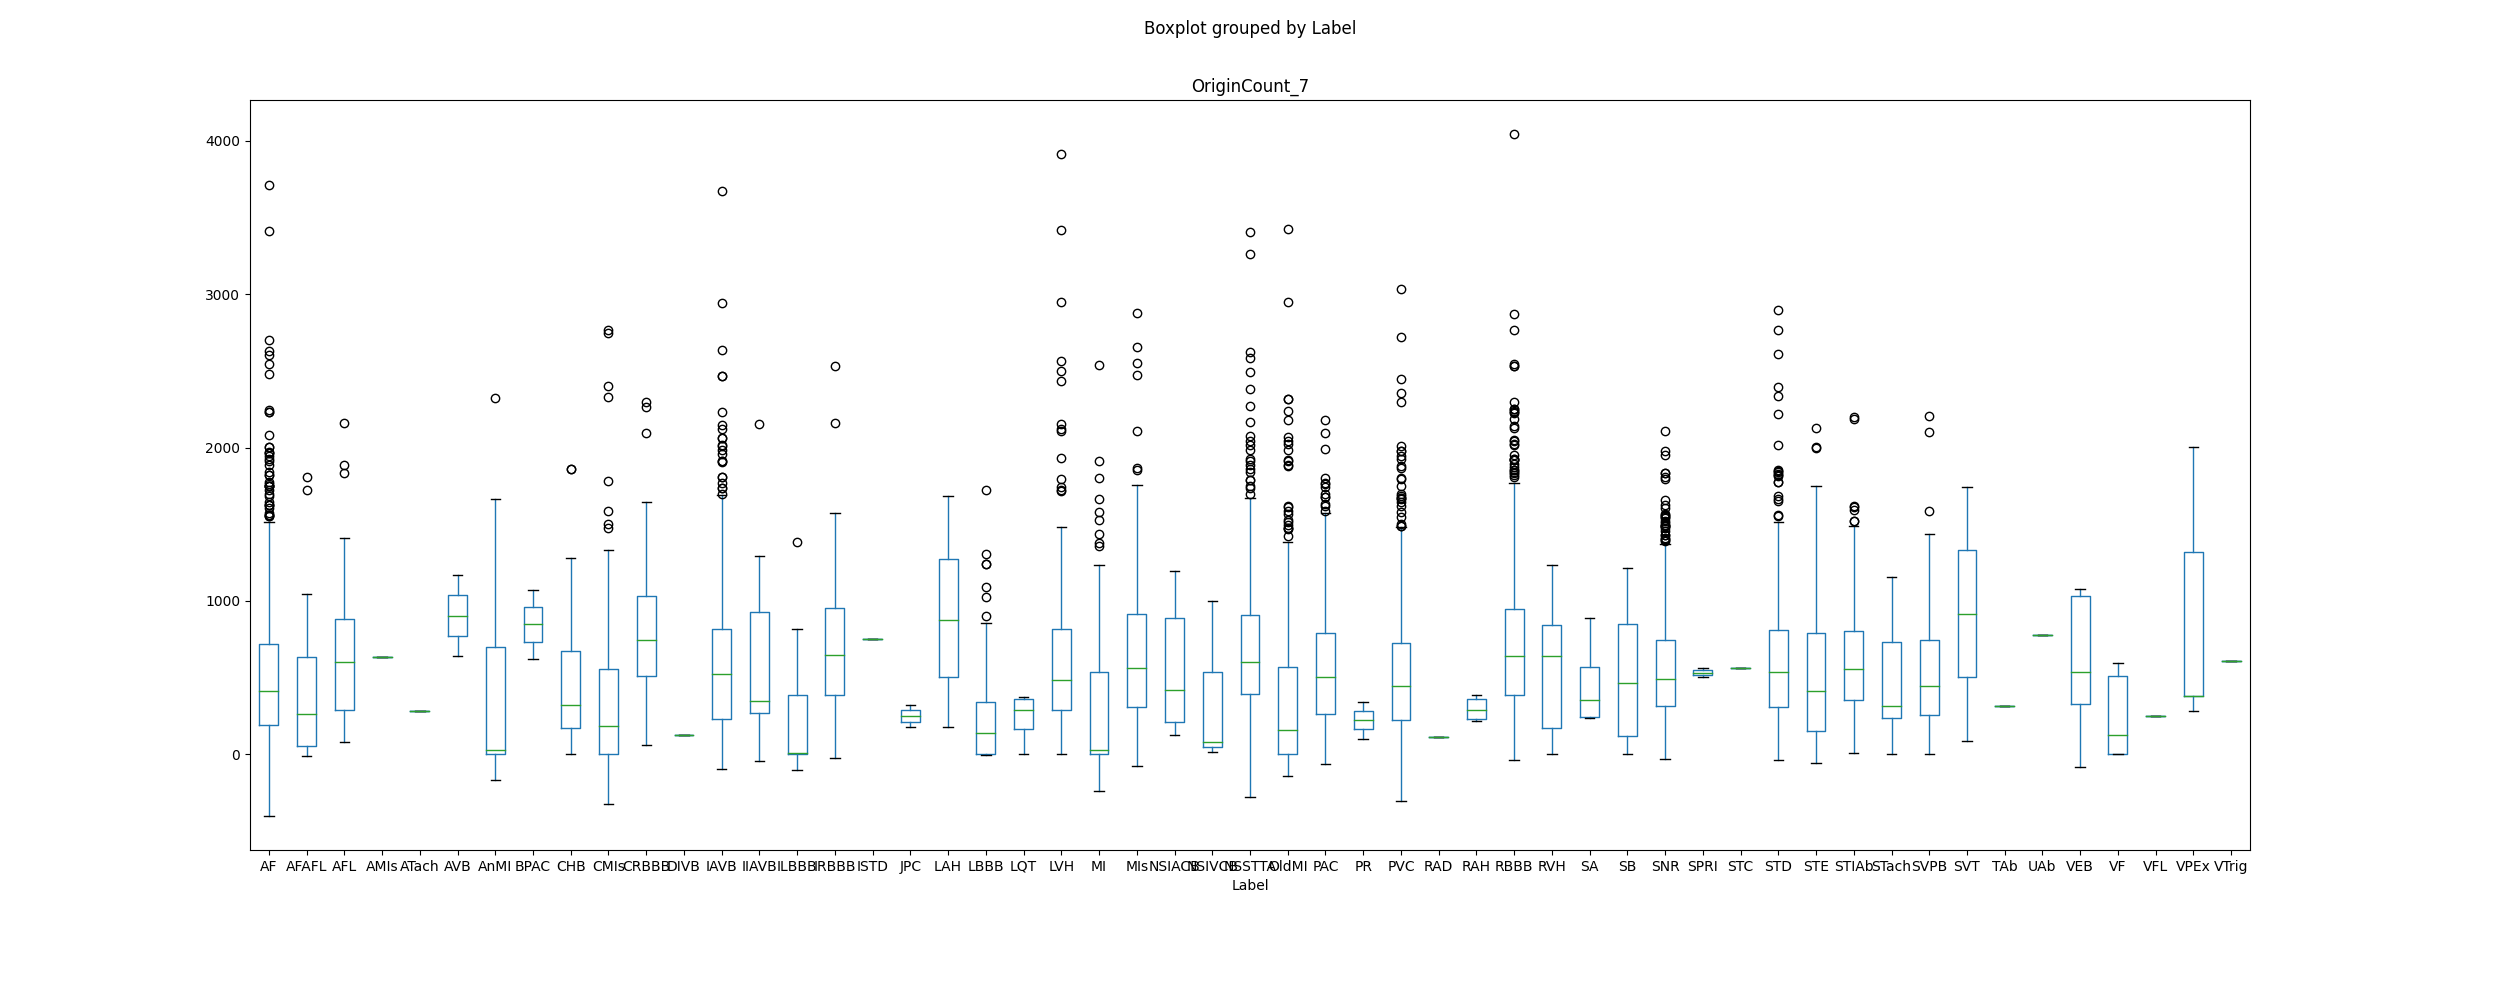 Boxplot grouped by Label
OriginCount_7
4000
3000
2000
1000
0
AF AFAFL AFL AMIs ATach AVB AnMI BPAC CHB CMIs CRBBB DIVB IAVB IIAVB ILBBB IRBBB ISTD JPC LAH LBBB LQT LVH MI MIs NSIACB NSIVCB NSSTTA OldMI PAC PR PVC RAD RAH RBBB RVH SA SB SNR SPRI STC STD STE STIAb STach SVPB SVT TAb UAb VEB VF VFL VPEx VTrig
Label